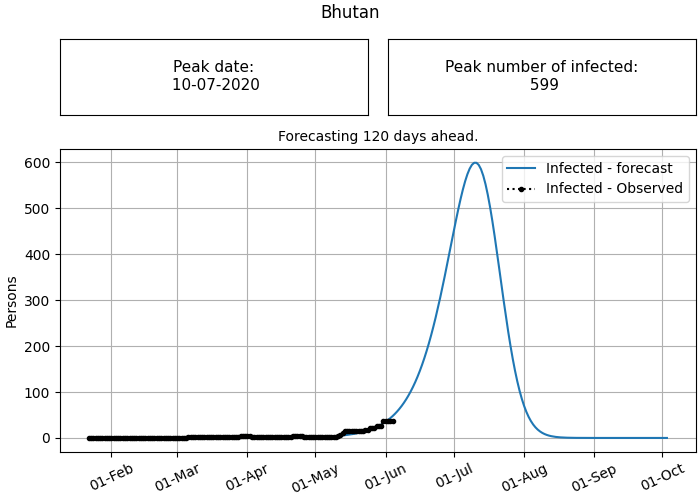 Bhutan
Peak date:
10-07-2020
Peak number of infected:
599
Forecasting 120 days ahead.
Infected - forecast
Infected - Observed
Persons
600
500
400
300
200
100
0
01-Feb
01-Mar
01-Apr
01-May
01-Jun
01-Jul
01-Aug
01-Sep
01-Oct